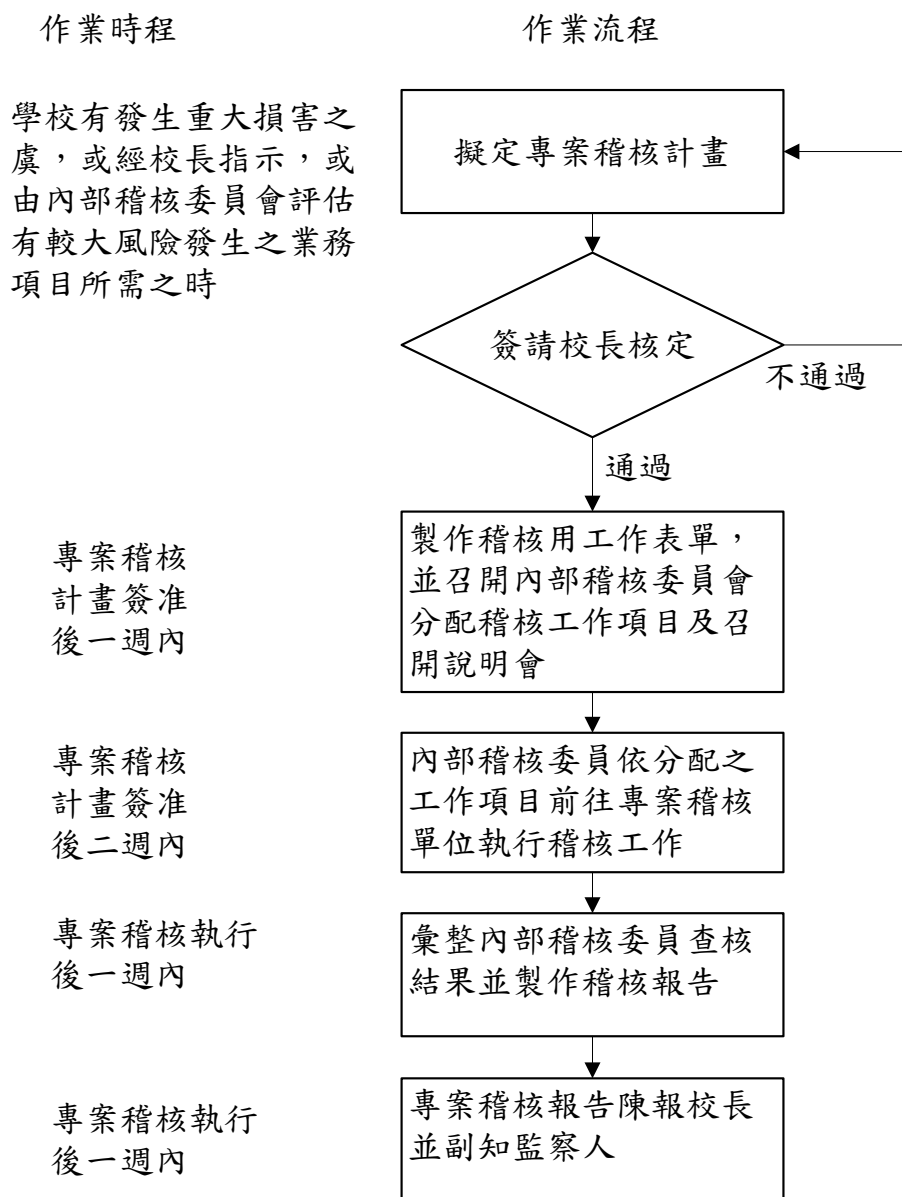 作業時程
作業流程
學校有發生重大損害之
虞，或經校長指示，或
由內部稽核委員會評估
有較大風險發生之業務
項目所需之時
擬定專案稽核計畫
簽請校長核定
不通過
通過
專案稽核
計畫簽准
後一週內
製作稽核用工作表單，
並召開內部稽核委員會
分配稽核工作項目及召
開說明會
專案稽核
計畫簽准
後二週內
內部稽核委員依分配之
工作項目前往專案稽核
單位執行稽核工作
專案稽核執行
後一週內
彙整內部稽核委員查核
結果並製作稽核報告
專案稽核執行
後一週內
專案稽核報告陳報校長
並副知監察人